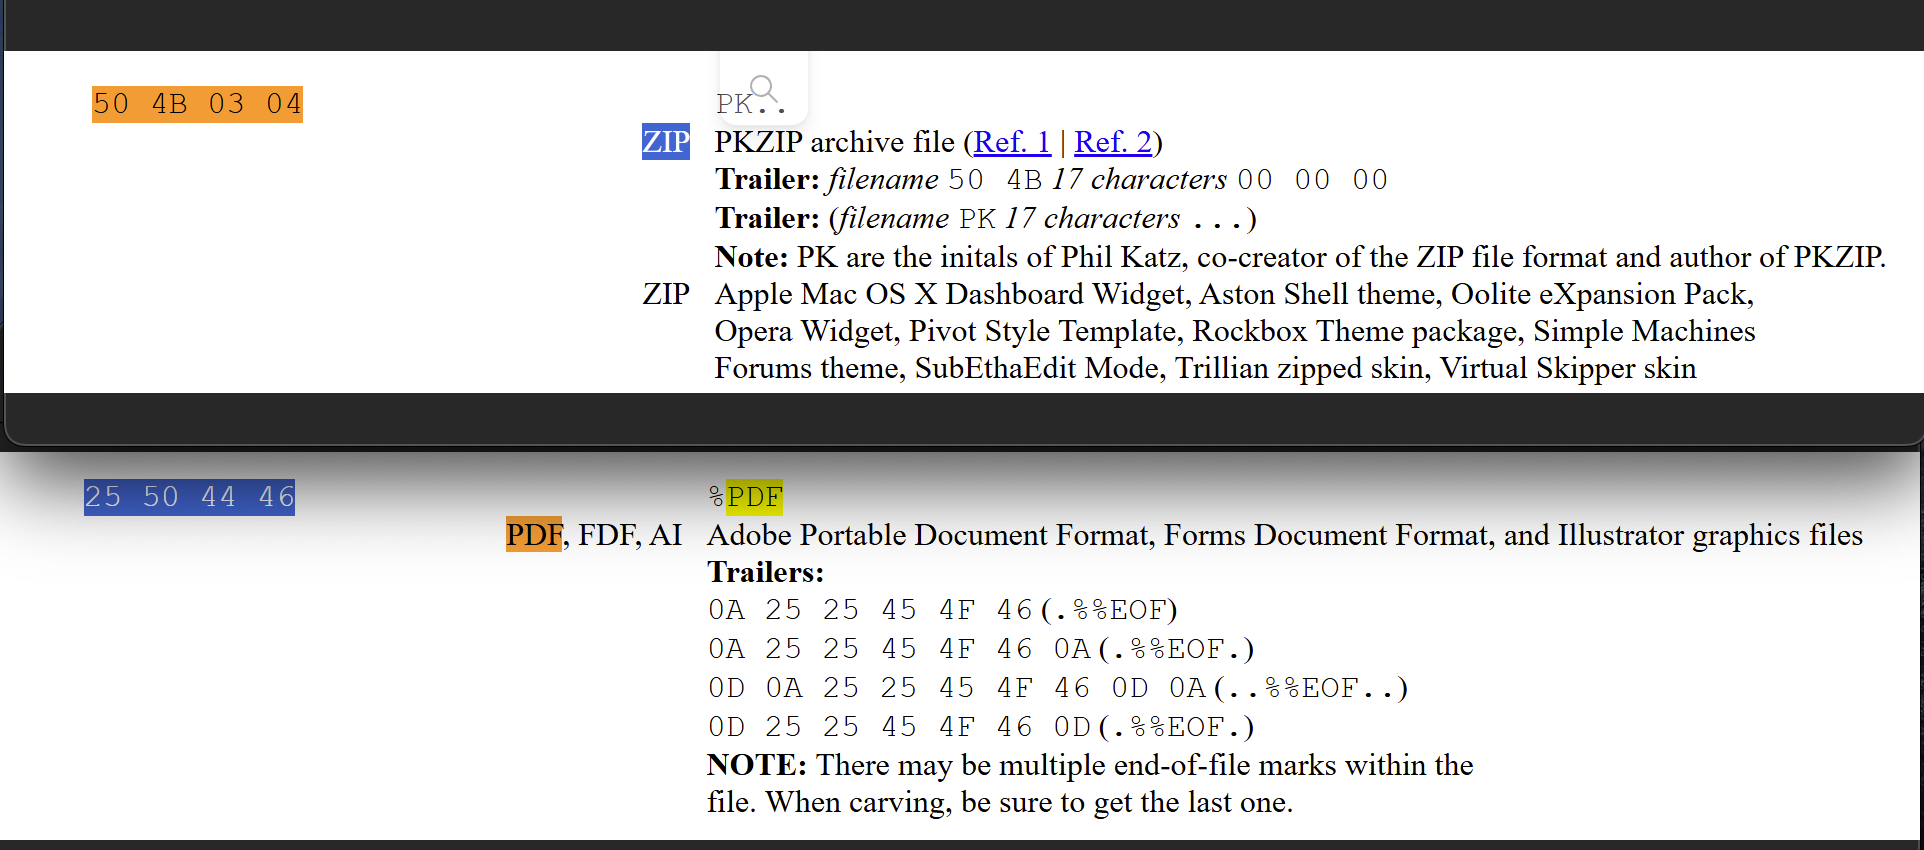 50 4B 03 04 PK..
ZIP PKZIP archive file (Ref. 1 | Ref. 2)
Trailer: filename 50 4B 17 characters 00 00 00
Trailer: (filename PK 17 characters ...)
Note: PK are the initals of Phil Katz, co-creator of the ZIP file format and author of PKZIP.
ZIP Apple Mac OS X Dashboard Widget, Aston Shell theme, Oolite eXpansion Pack,
Opera Widget, Pivot Style Template, Rockbox Theme package, Simple Machines
Forums theme, SubEthaEdit Mode, Trillian zipped skin, Virtual Skipper skin
25 50 44 46 %PDF
PDF, FDF, AI Adobe Portable Document Format, Forms Document Format, and Illustrator graphics files
Trailers:
0A 25 25 45 4F 46 (.%%EOF)
0A 25 25 45 4F 46 0A (.%%EOF.)
0D 0A 25 25 45 4F 46 0D 0A (..%%EOF..)
0D 25 25 45 4F 46 0D (.%%EOF.)
NOTE: There may be multiple end-of-file marks within the
file. When carving, be sure to get the last one.